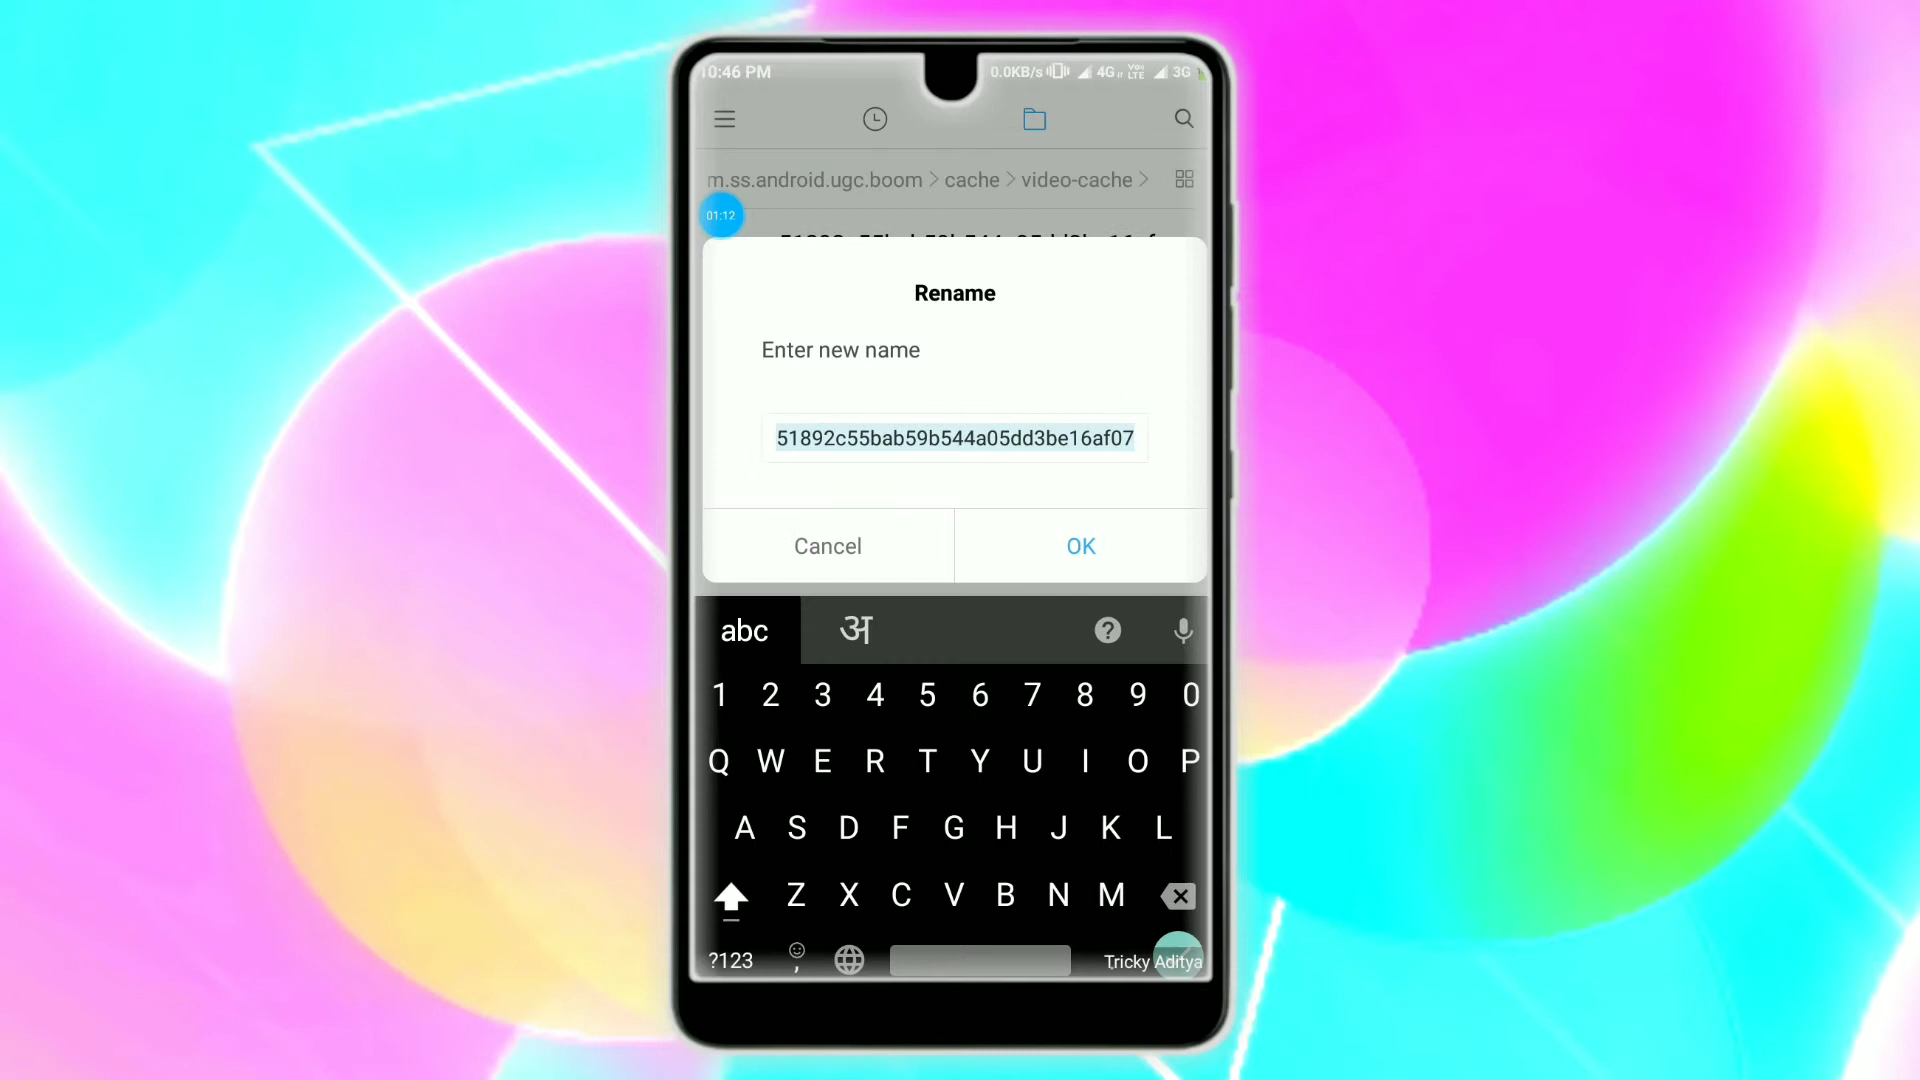 10:46 PM
0.0KB/s 4G VoLTE 3G
m.ss.android.ugc.boom > cache > video-cache >
01:12
Rename
Enter new name
51892c55bab59b544a05dd3be16af07
Cancel
OK
abc अ
1 2 3 4 5 6 7 8 9 0
Q W E R T Y U I O P
A S D F G H J K L
Z X C V B N M
?123 , Tricky Aditya